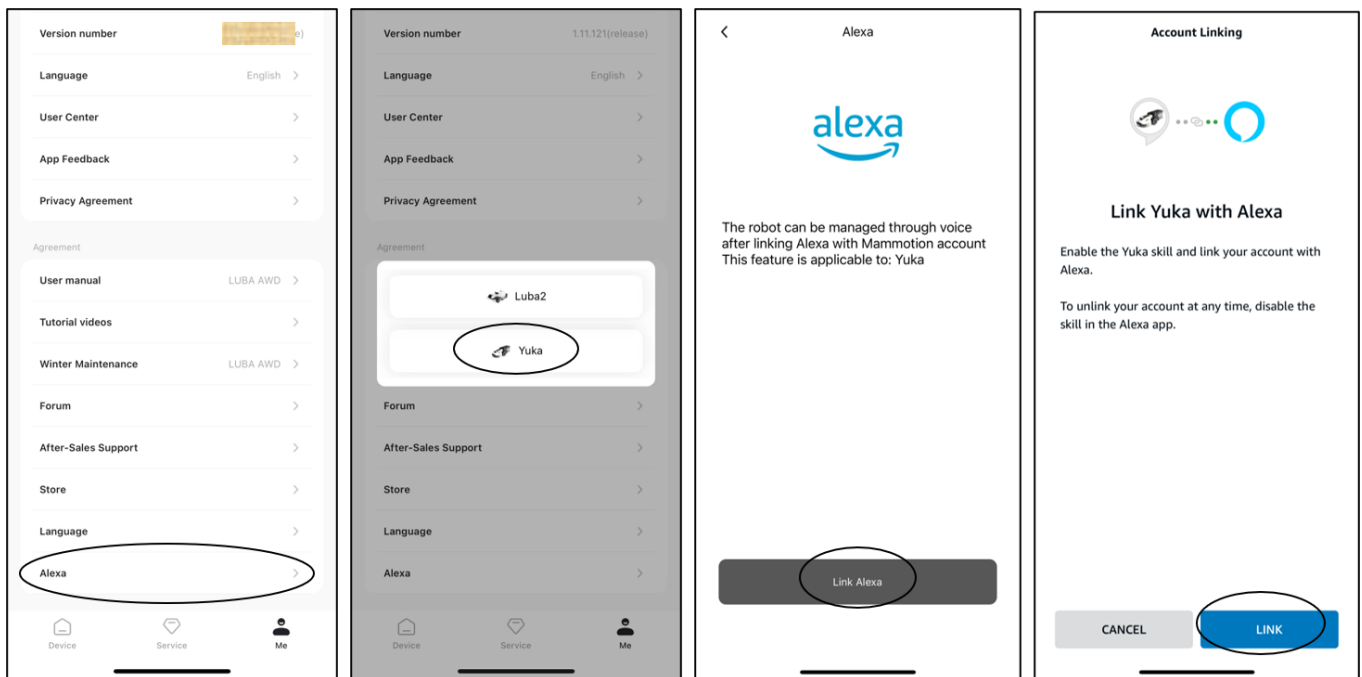 Version number e)
Language English
User Center
App Feedback
Privacy Agreement
Agreement
User manual LUBA AWD
Tutorial videos
Winter Maintenance LUBA AWD
Forum
After-Sales Support
Store
Language
Alexa
Device Service Me
Version number 1.11.121(release)
Language English
User Center
App Feedback
Privacy Agreement
Agreement
Luba2
Yuka
Forum
After-Sales Support
Store
Language
Alexa
Device Service Me
Alexa
alexa
The robot can be managed through voice
after linking Alexa with Mammotion account
This feature is applicable to: Yuka
Link Alexa
Account Linking
Link Yuka with Alexa
Enable the Yuka skill and link your account with
Alexa.
To unlink your account at any time, disable the
skill in the Alexa app.
CANCEL LINK